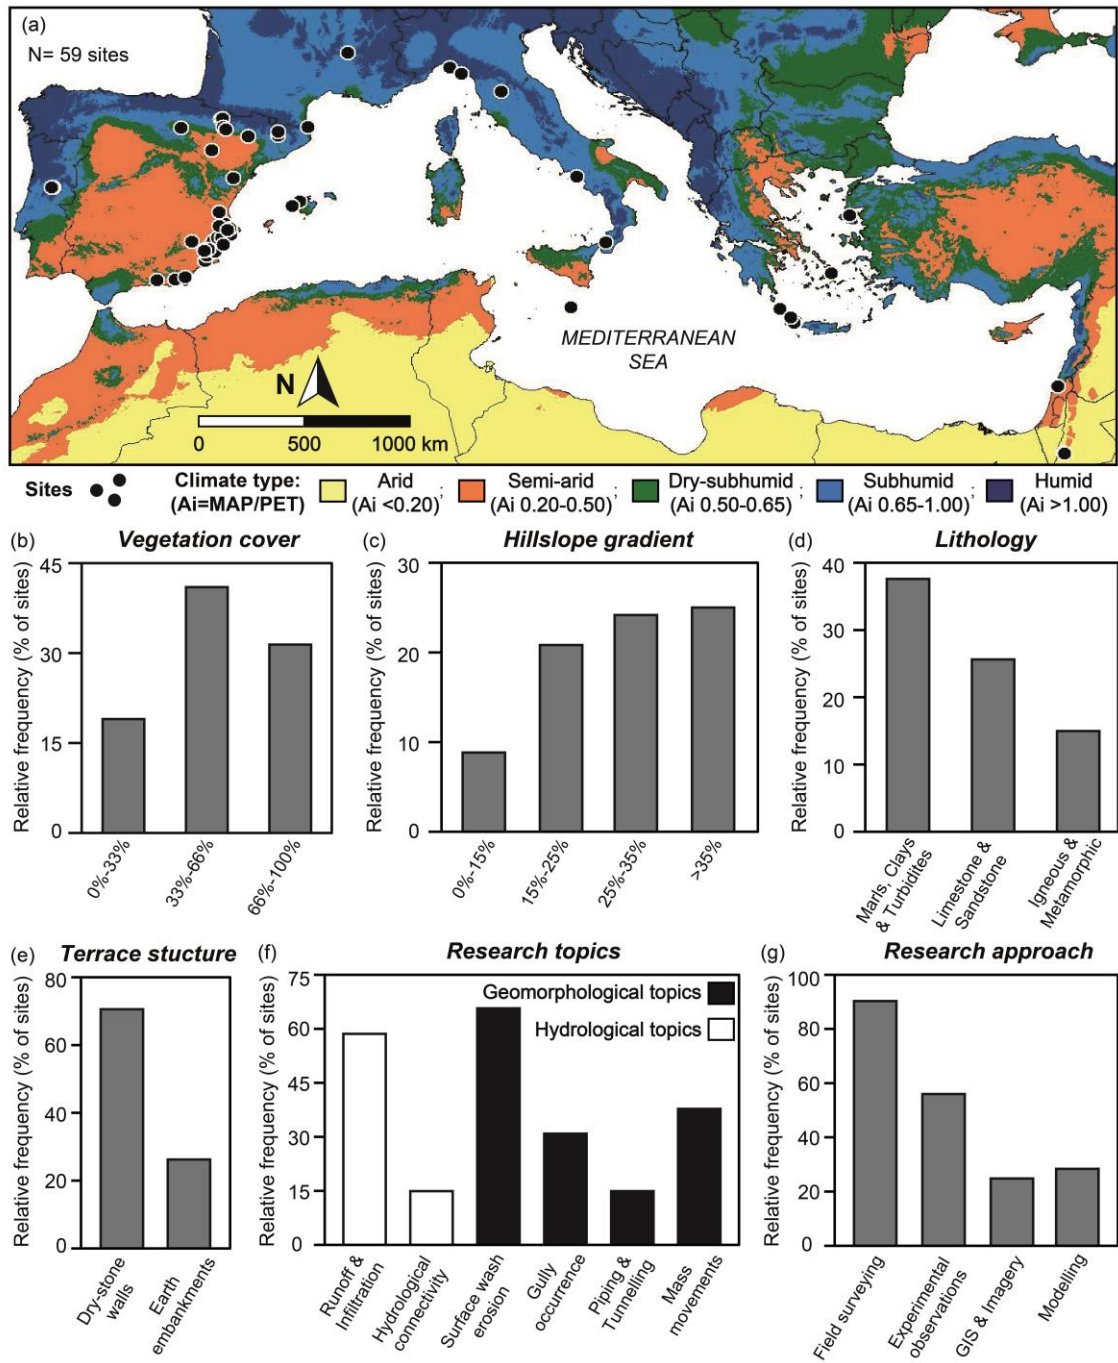 (a)
N= 59 sites
MEDITERRANEAN
SEA
N
0 500 1000 km
Sites
Climate type: Arid ; Semi-arid ; Dry-subhumid ; Subhumid ; Humid
(Ai=MAP/PET) (Ai <0.20) (Ai 0.20-0.50) (Ai 0.50-0.65) (Ai 0.65-1.00) (Ai >1.00)
(b) Vegetation cover
Relative frequency (% of sites)
45
30
15
0
0%-33%
33%-66%
66%-100%
(c) Hillslope gradient
Relative frequency (% of sites)
30
20
10
0
0%-15%
15%-25%
25%-35%
>35%
(d) Lithology
Relative frequency (% of sites)
40
30
20
10
0
Marls, Clays
& Turbidites
Limestone &
Sandstone
Igneous &
Metamorphic
(e) Terrace stucture
Relative frequency (% of sites)
80
60
40
20
0
Dry-stone
walls
Earth
embankments
(f) Research topics
Geomorphological topics
Hydrological topics
Relative frequency (% of sites)
75
60
45
30
15
0
Runoff &
Infiltration
Hydrological
connectivity
Surface wash
erosion
Gully
occurrence
Piping &
Tunnelling
Mass
movements
(g) Research approach
Relative frequency (% of sites)
100
80
60
40
20
0
Field surveying
Experimental
observations
GIS & Imagery
Modelling